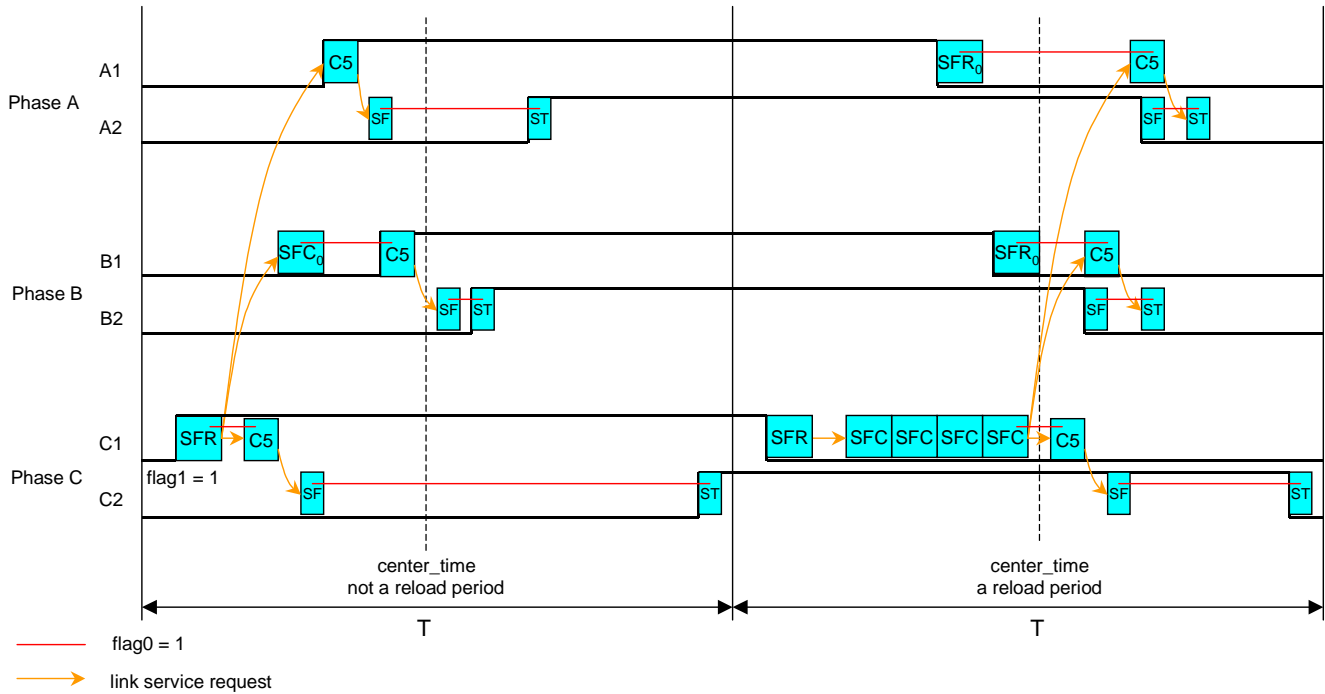 C5
SFR0
C5
A1
Phase A
SF
ST
SF
ST
A2
SFC0
C5
SFR0
C5
B1
Phase B
SF
ST
SF
ST
B2
SFR
C5
SFR
SFC
SFC
SFC
SFC
C5
C1
Phase C
flag1 = 1
SF
ST
SF
ST
C2
center_time
not a reload period
center_time
a reload period
T
T
flag0 = 1
link service request